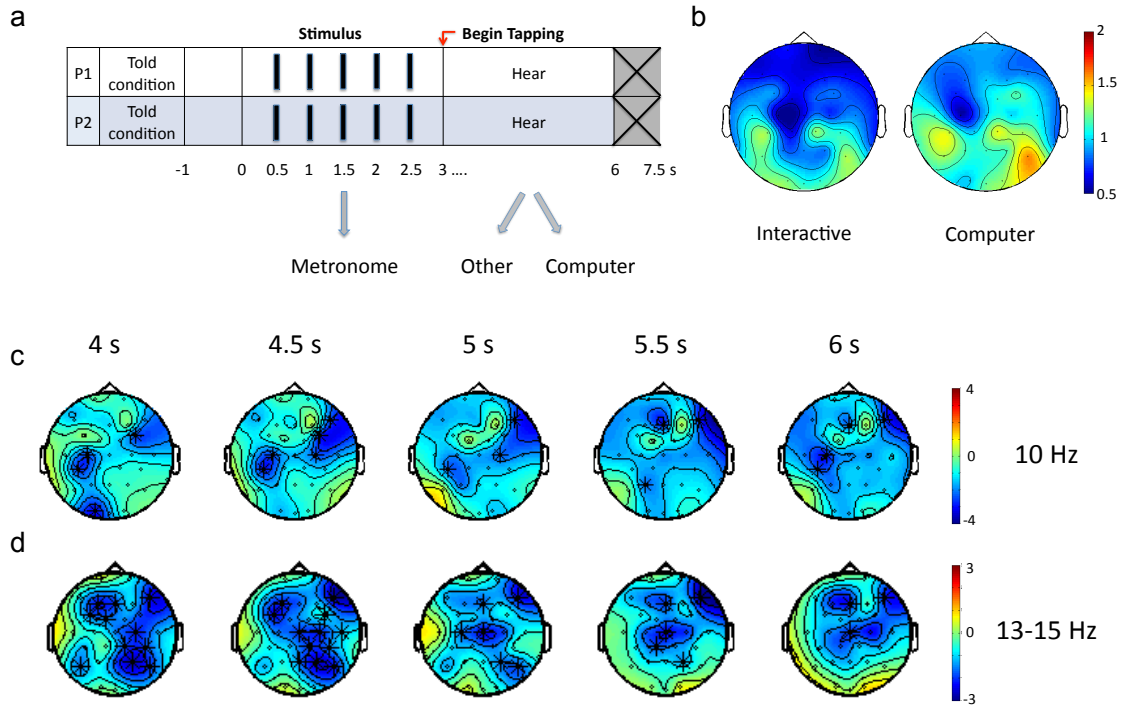 a
Stimulus
Begin Tapping
P1
Told condition
Hear
P2
Told condition
Hear
-1
0
0.5
1
1.5
2
2.5
3 ....
6
7.5 s
Metronome
Other
Computer
b
2
1.5
1
0.5
Interactive
Computer
c
4 s
4.5 s
5 s
5.5 s
6 s
4
0
-4
10 Hz
d
3
0
-3
13-15 Hz